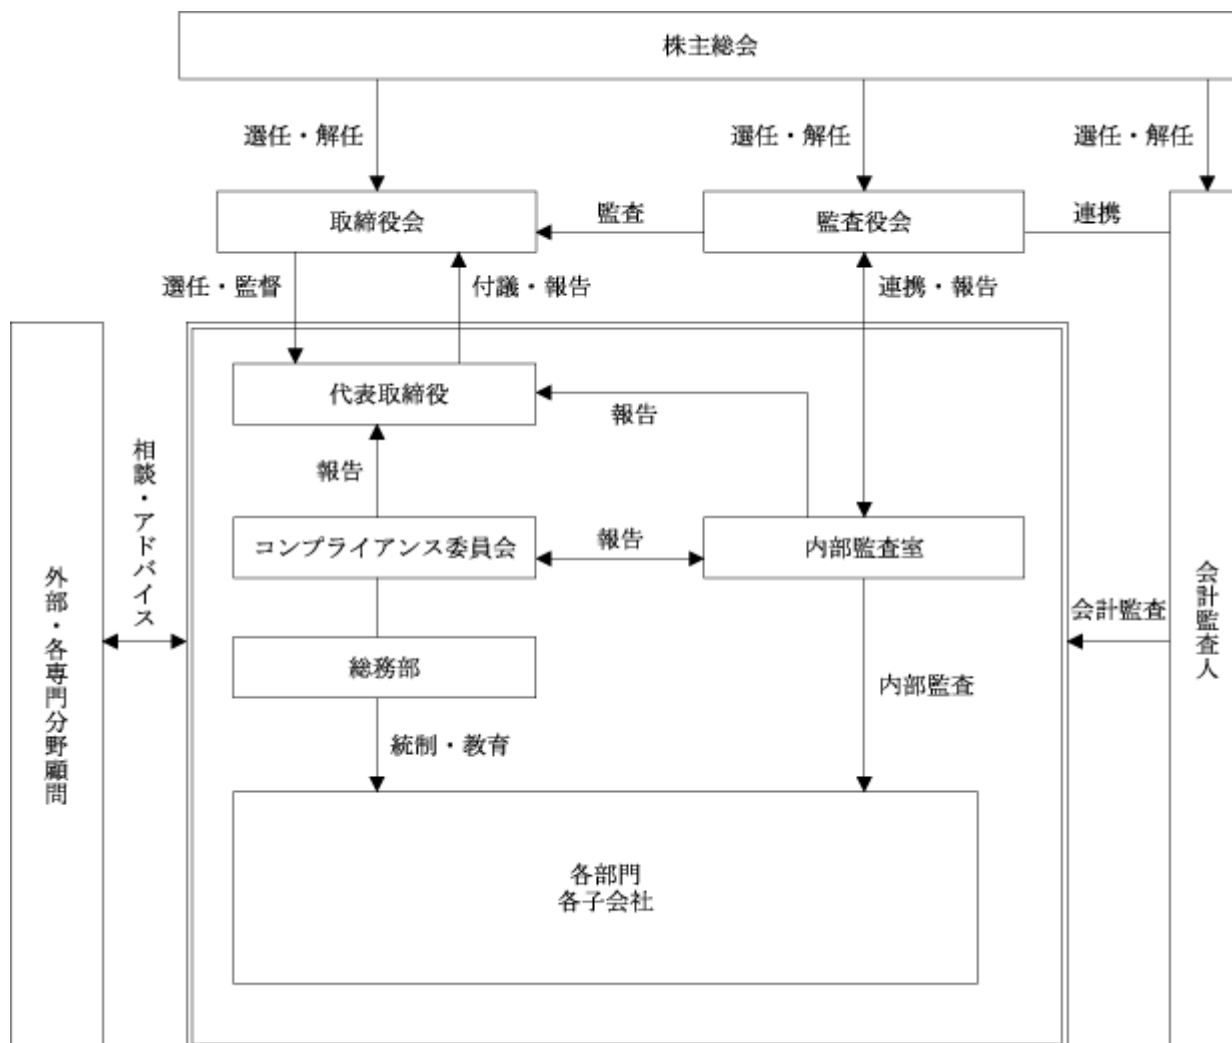 株主総会
選任・解任
選任・解任
選任・解任
取締役会
監査
監査役会
連携
選任・監督
付議・報告
連携・報告
代表取締役
報告
報告
相談・アドバイス
コンプライアンス委員会
報告
内部監査室
外部・各専門分野顧問
会計監査
会計監査人
総務部
内部監査
統制・教育
各部門
各子会社